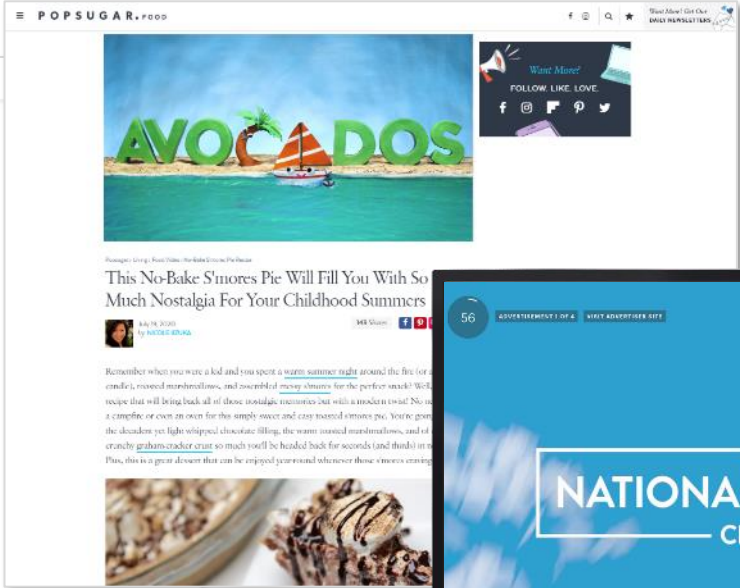 POPSUGAR. FOOD
Want More? Get Our
DAILY NEWSLETTERS
AVOCADOS
Want More?
FOLLOW. LIKE. LOVE.
This No-Bake S'mores Pie Will Fill You With So
Much Nostalgia For Your Childhood Summers
July 19, 2020
by
Shares
Remember when you were a kid and you spent a warm summer night around the fire (or a
candle), roasted marshmallows, and assembled messy s'mores for the perfect snack? Well,
recipe that will bring back all of those nostalgic memories but with a modern twist! No ne
a campfire or even an oven for this simply sweet and easy toasted s'mores pie. You're goin
the decadent yet light whipped chocolate filling, the warm toasted marshmallows, and of
crunchy graham cracker crust so much you'll be headed back for seconds (and thirds) in
Plus, this is a great dessert that can be enjoyed year-round whenever those s'mores craving
56
ADVERTISEMENT 1 OF 4
VISIT ADVERTISER SITE
NATIONA